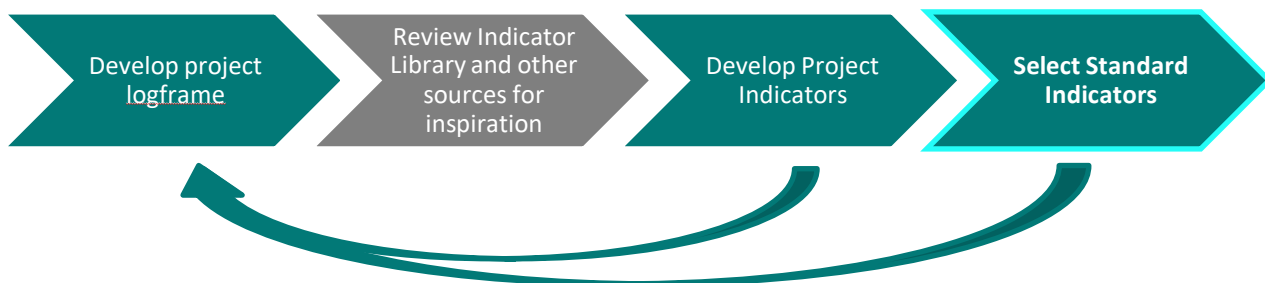 Develop project
logframe
Review Indicator
Library and other
sources for
inspiration
Develop Project
Indicators
Select Standard
Indicators